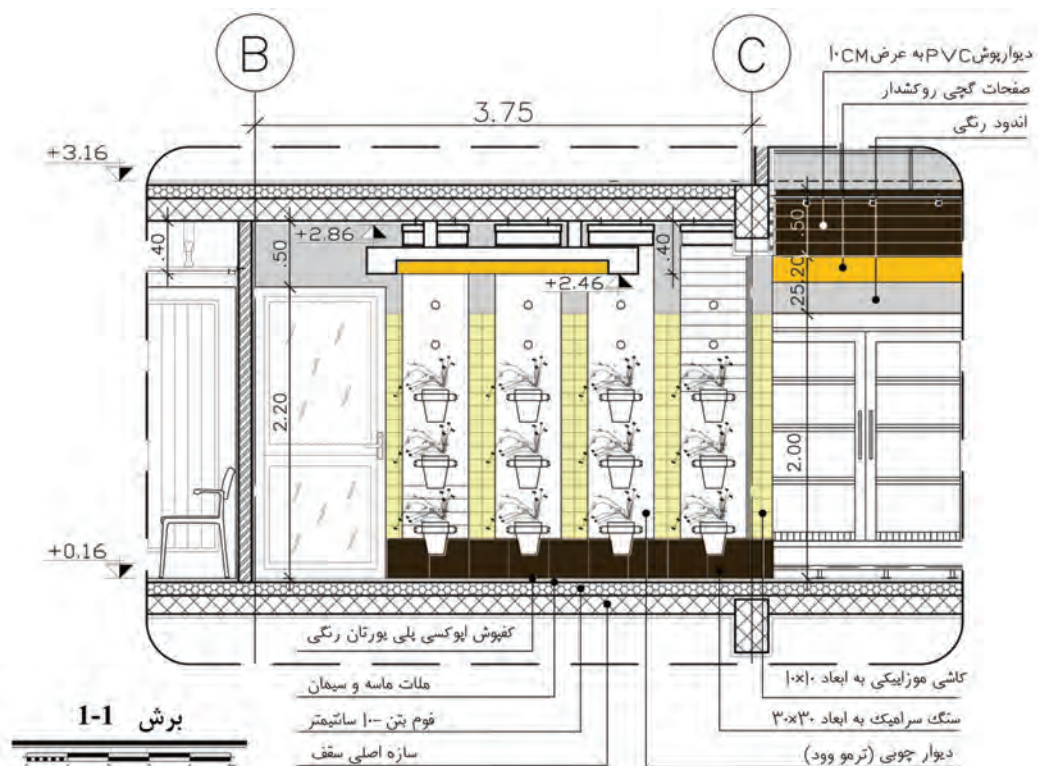 B
C
3.75
دیوارپوش PVC به عرض ۱۰CM
صفحات گچی روکشدار
اندود رنگی
+3.16
.40
.50
+2.86
.40
+2.46
.50
25.20
2.20
2.00
+0.16
کفپوش اپوکسی پلی یورتان رنگی
ملات ماسه و سیمان
فوم بتن ۱۰- سانتیمتر
سازه اصلی سقف
کاشی موزاییکی به ابعاد ۱۰×۱۰
سنگ سرامیک به ابعاد ۳۰×۳۰
دیوار چوبی (ترمو وود)
برش 1-1